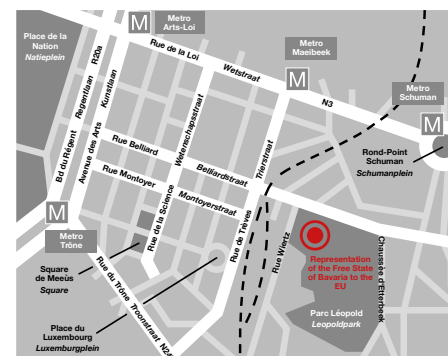 Metro
Arts-Loi
M
Place de la
Nation
Natieplein
R20a
Regentlaan
Bd du Régent
Kunstlaan
Avenue des Arts
Rue de la Loi
Wetstraat
Metro
Maeibeek
M
N3
Metro
Schuman
M
Rond-Point
Schuman
Schumanplein
Wetenschapsstraat
Rue de la Science
Trierstraat
Rue de Trèves
Rue Belliard
Belliardstraat
Rue Montoyer
Montoyerstraat
M
Metro
Trône
Square
de Meeûs
Square
Rue du Trône
Troonstraat
N24
Place du
Luxembourg
Luxemburgplein
Rue Wiertz
Representation
of the Free State
of Bavaria to the
EU
Chaussée d'Etterbeek
Parc Léopold
Leopoldpark